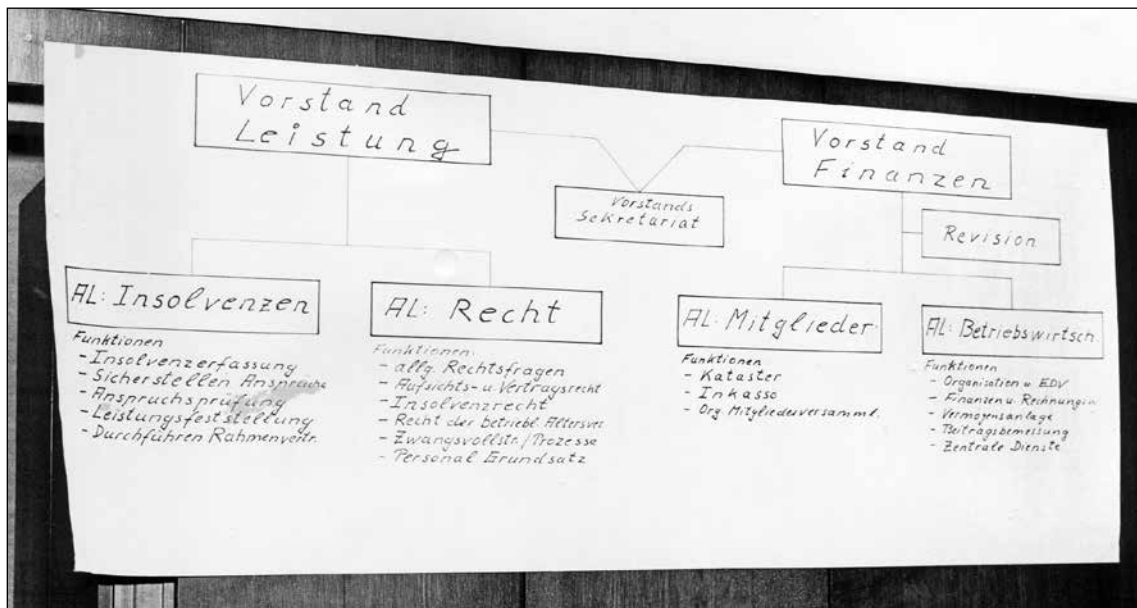 Vorstand
Leistung
Vorstand
Finanzen
Vorstands
Sekretariat
Revision
AL: Insolvenzen
Funktionen
- Insolvenzerfassung
- Sicherstellen Ansprüche
- Anspruchsprüfung
- Leistungsfeststellung
- Durchführen Rahmenvertr.
AL: Recht
Funktionen:
- allg. Rechtsfragen
- Aufsichts- u. Vertragsrecht
- Insolvenzrecht
- Recht der betriebl. Altersver.
- Zwangsvollstr. / Prozesse
- Personal Grundsatz
AL: Mitglieder
Funktionen
- Kataster
- Inkasso
- Org. Mitgliederversamml.
AL: Betriebswirtsch.
Funktionen:
- Organisation u. EDV
- Finanzen u.
- Vermögensanlage
- Beitragsbemessung
- Zentrale Dienste